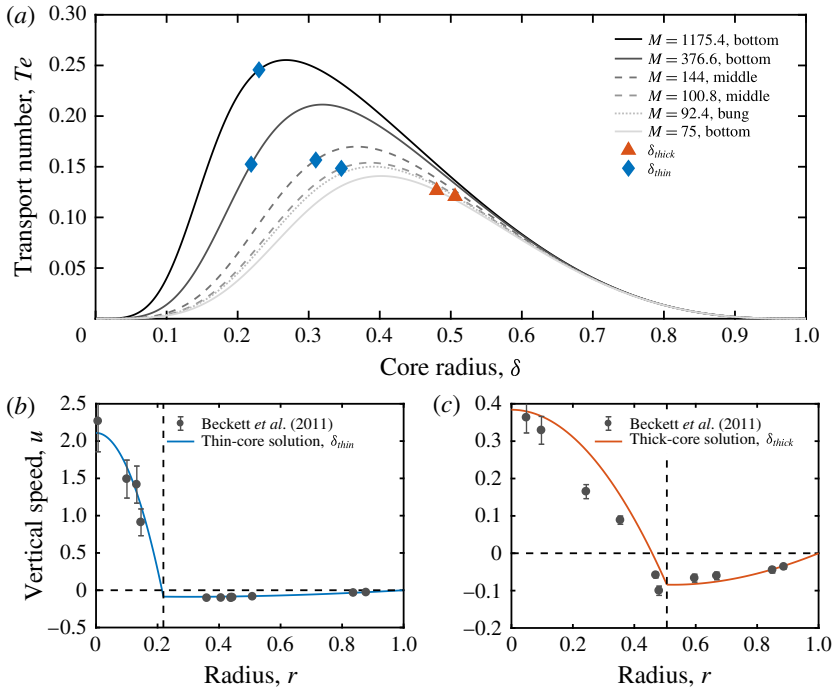 (a)
0.30
0.25
0.20
0.15
0.10
0.05
0
0.1 0.2 0.3 0.4 0.5 0.6 0.7 0.8 0.9 1.0
Transport number, Te
Core radius, δ
M = 1175.4, bottom
M = 376.6, bottom
M = 144, middle
M = 100.8, middle
M = 92.4, bung
M = 75, bottom
δthick
δthin
(b)
2.5
2.0
1.5
1.0
0.5
0
−0.5
0 0.2 0.4 0.6 0.8 1.0
Vertical speed, u
Radius, r
Beckett et al. (2011)
Thin-core solution, δthin
(c)
0.4
0.3
0.2
0.1
0
−0.1
−0.2
0 0.2 0.4 0.6 0.8 1.0
Radius, r
Beckett et al. (2011)
Thick-core solution, δthick